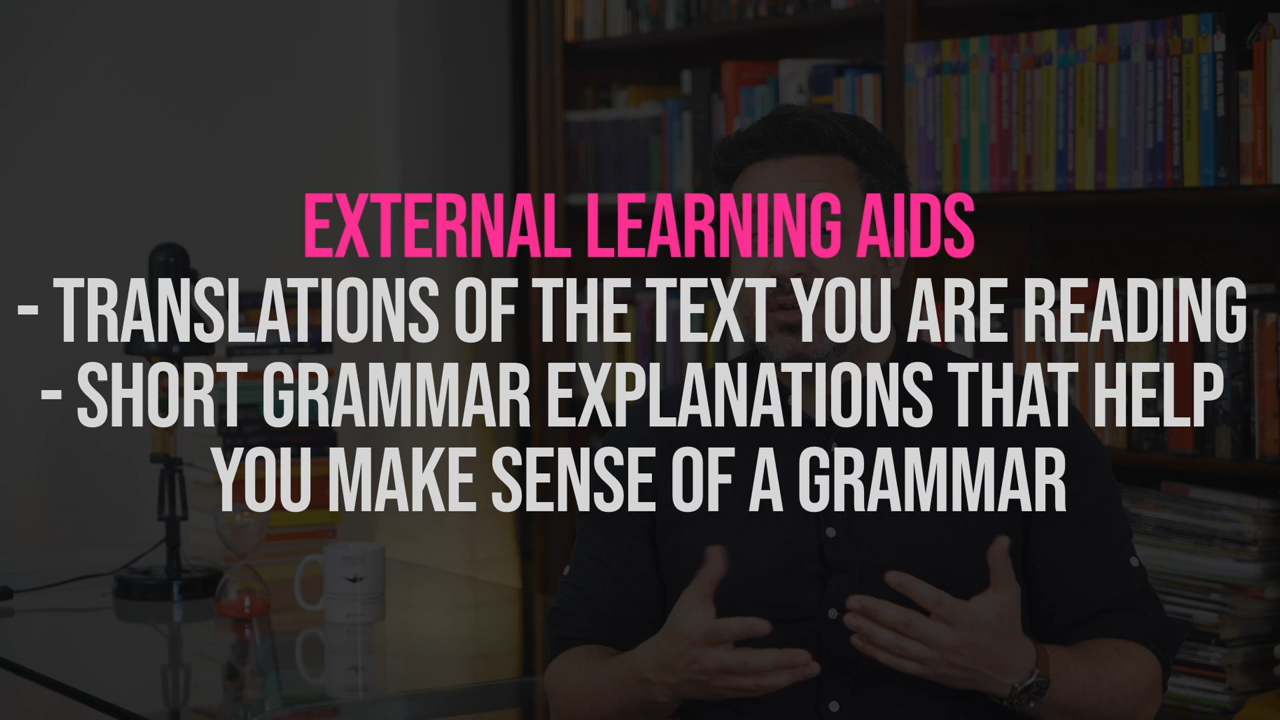 EXTERNAL LEARNING AIDS
- TRANSLATIONS OF THE TEXT YOU ARE READING
- SHORT GRAMMAR EXPLANATIONS THAT HELP
YOU MAKE SENSE OF A GRAMMAR